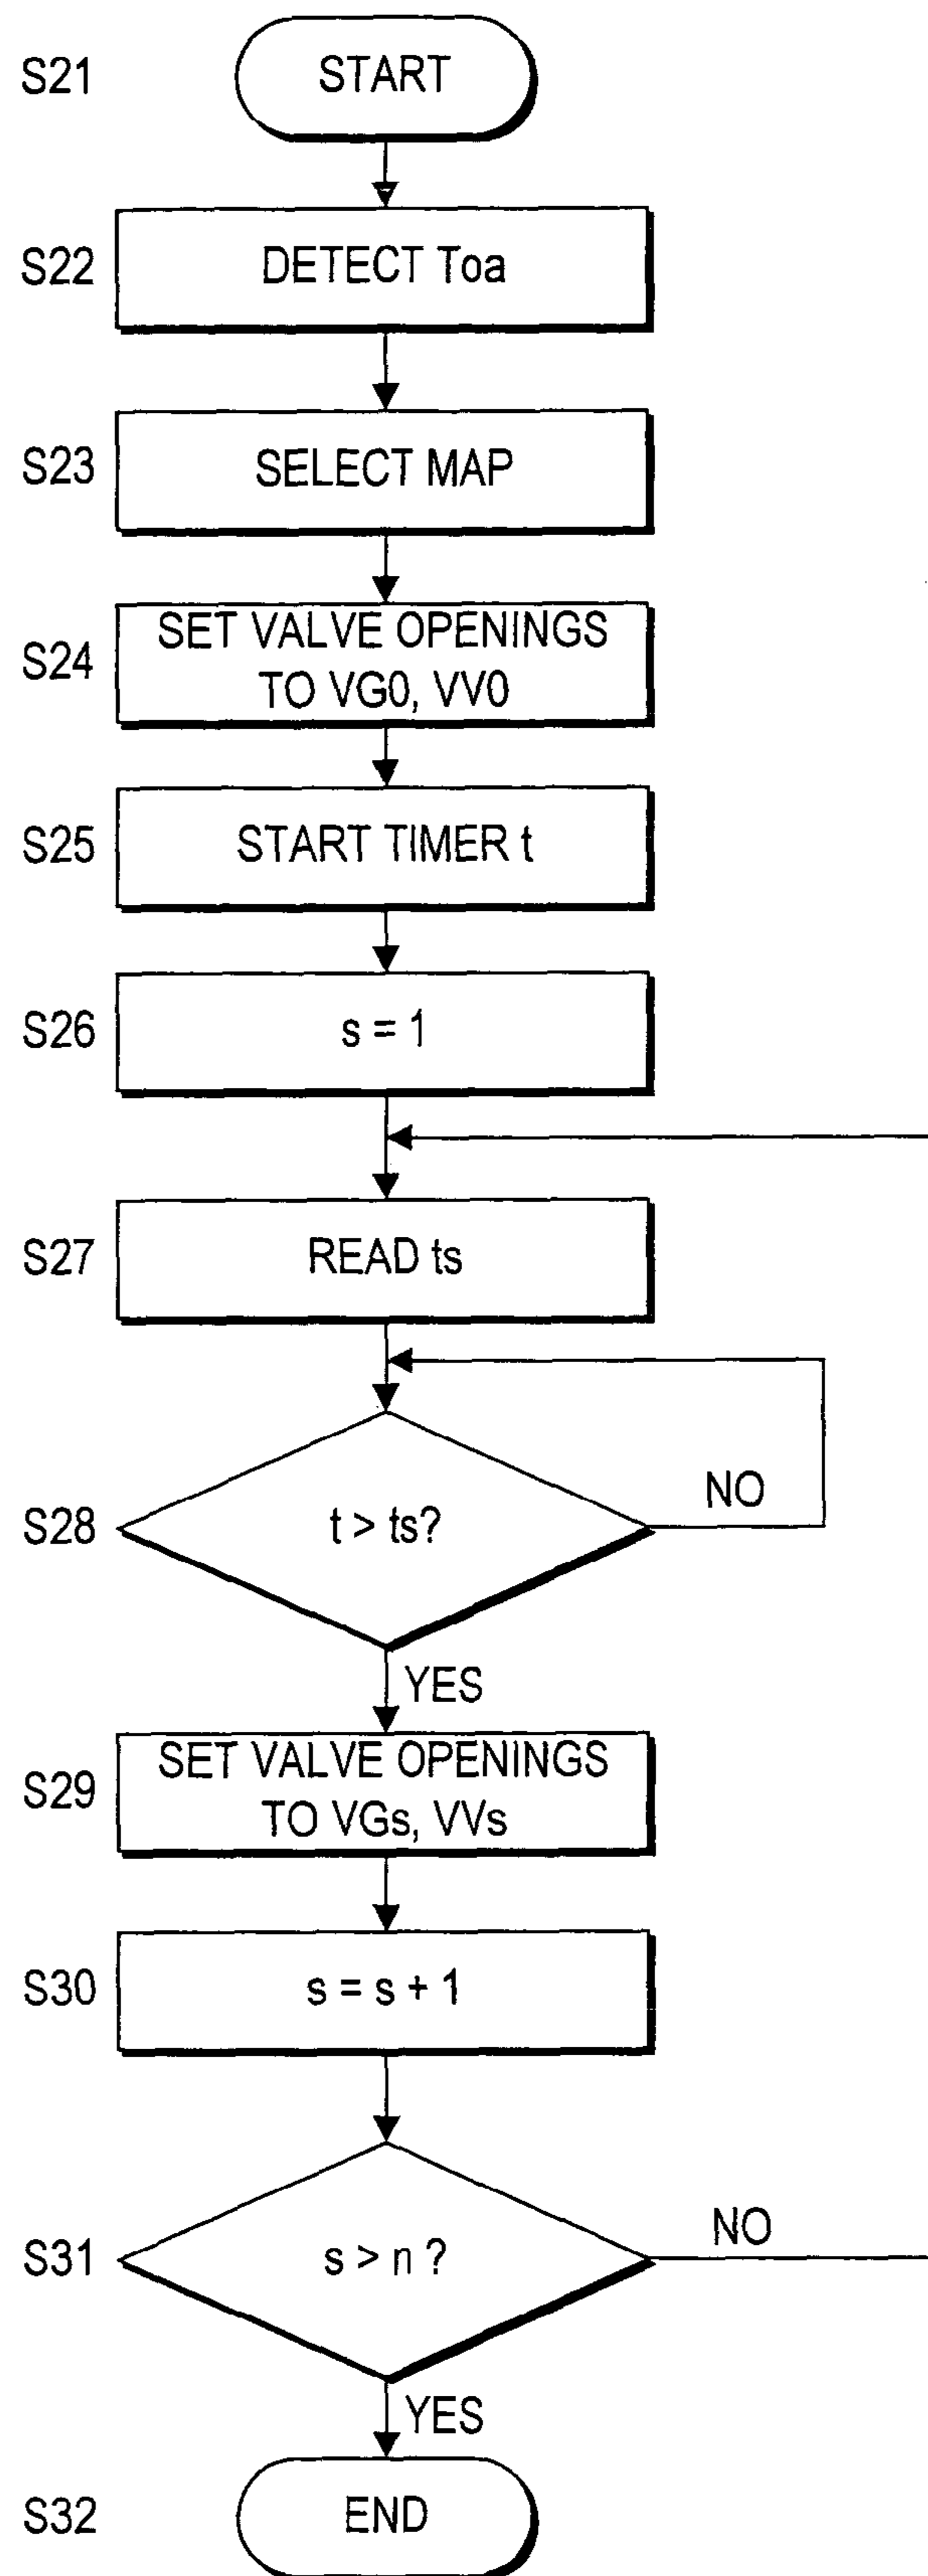 S21 START
S22 DETECT Toa
S23 SELECT MAP
S24 SET VALVE OPENINGS
TO VG0, VV0
S25 START TIMER t
S26 s = 1
S27 READ ts
S28 t > ts? NO
YES
S29 SET VALVE OPENINGS
TO VGs, VVs
S30 s = s + 1
S31 s > n ? NO
YES
S32 END